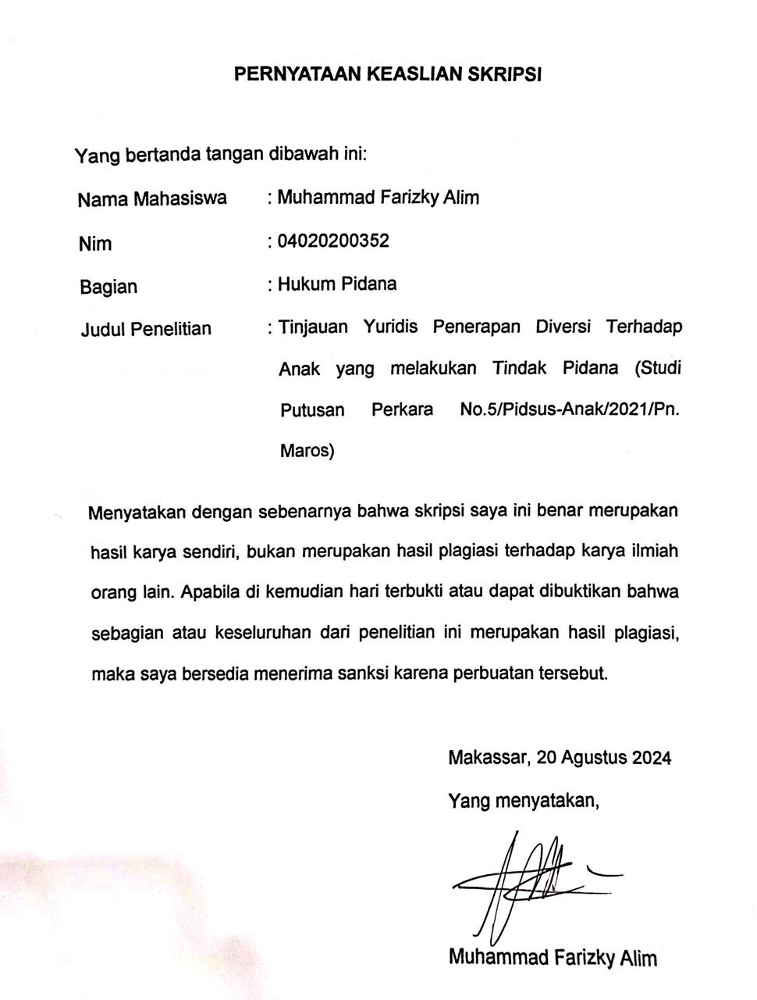 PERNYATAAN KEASLIAN SKRIPSI
Yang bertanda tangan dibawah ini:
Nama Mahasiswa : Muhammad Farizky Alim
Nim : 04020200352
Bagian : Hukum Pidana
Judul Penelitian : Tinjauan Yuridis Penerapan Diversi Terhadap
Anak yang melakukan Tindak Pidana (Studi
Putusan Perkara No.5/Pidsus-Anak/2021/Pn.
Maros)
Menyatakan dengan sebenarnya bahwa skripsi saya ini benar merupakan
hasil karya sendiri, bukan merupakan hasil plagiasi terhadap karya ilmiah
orang lain. Apabila di kemudian hari terbukti atau dapat dibuktikan bahwa
sebagian atau keseluruhan dari penelitian ini merupakan hasil plagiasi,
maka saya bersedia menerima sanksi karena perbuatan tersebut.
Makassar, 20 Agustus 2024
Yang menyatakan,
Muhammad Farizky Alim